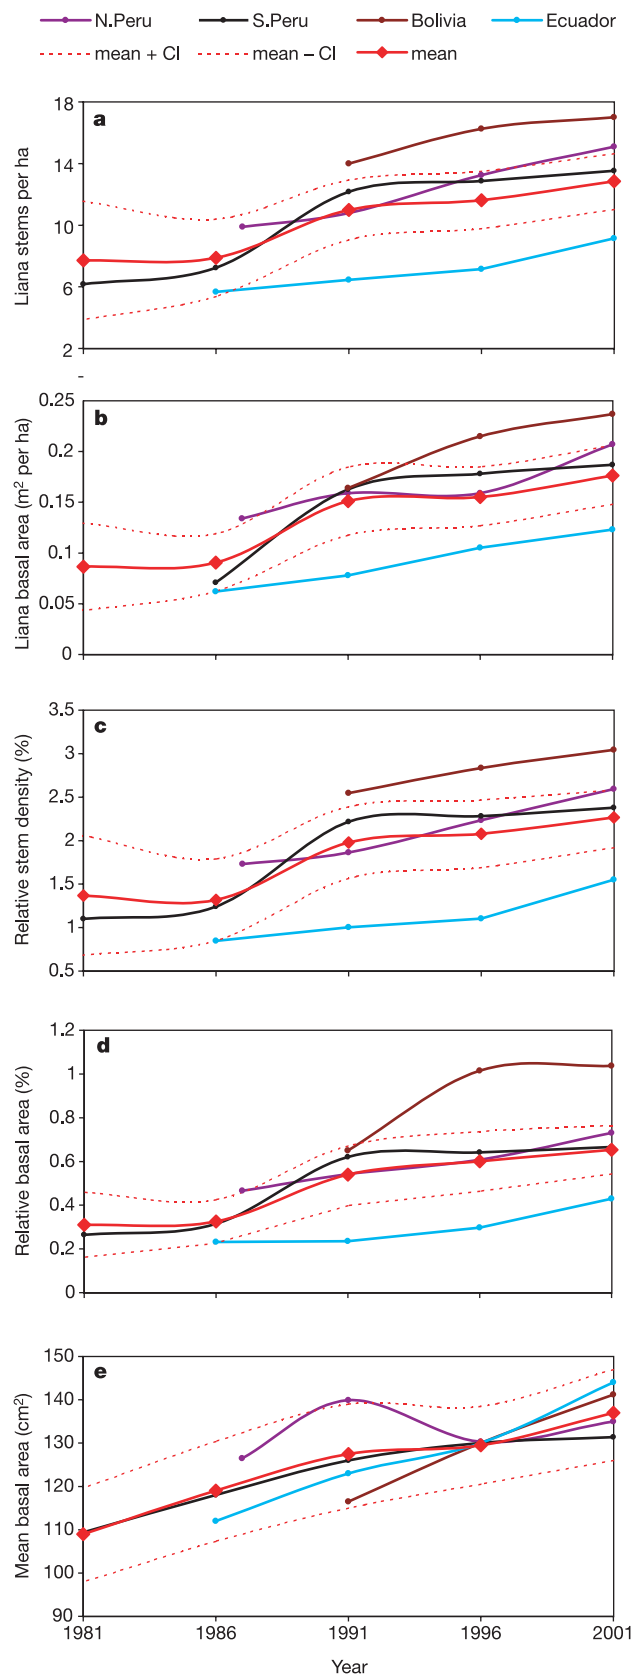 N.Peru S.Peru Bolivia Ecuador
mean + CI mean – CI mean
a
18
14
10
6
2
Liana stems per ha
-
b
0.25
0.2
0.15
0.1
0.05
0
Liana basal area (m² per ha)
c
3.5
3
2.5
2
1.5
1
0.5
Relative stem density (%)
d
1.2
1
0.8
0.6
0.4
0.2
0
Relative basal area (%)
e
150
140
130
120
110
100
90
Mean basal area (cm²)
1981 1986 1991 1996 2001
Year